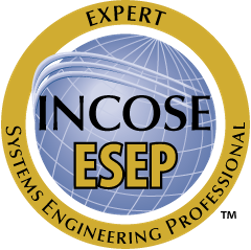 EXPERT
INCOSE
ESEP
SYSTEMS ENGINEERING PROFESSIONAL
TM